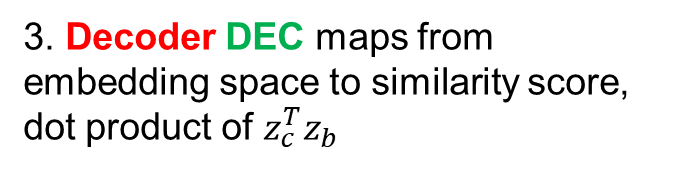 3. Decoder DEC maps from
embedding space to similarity score,
dot product of $z_c^T z_b$